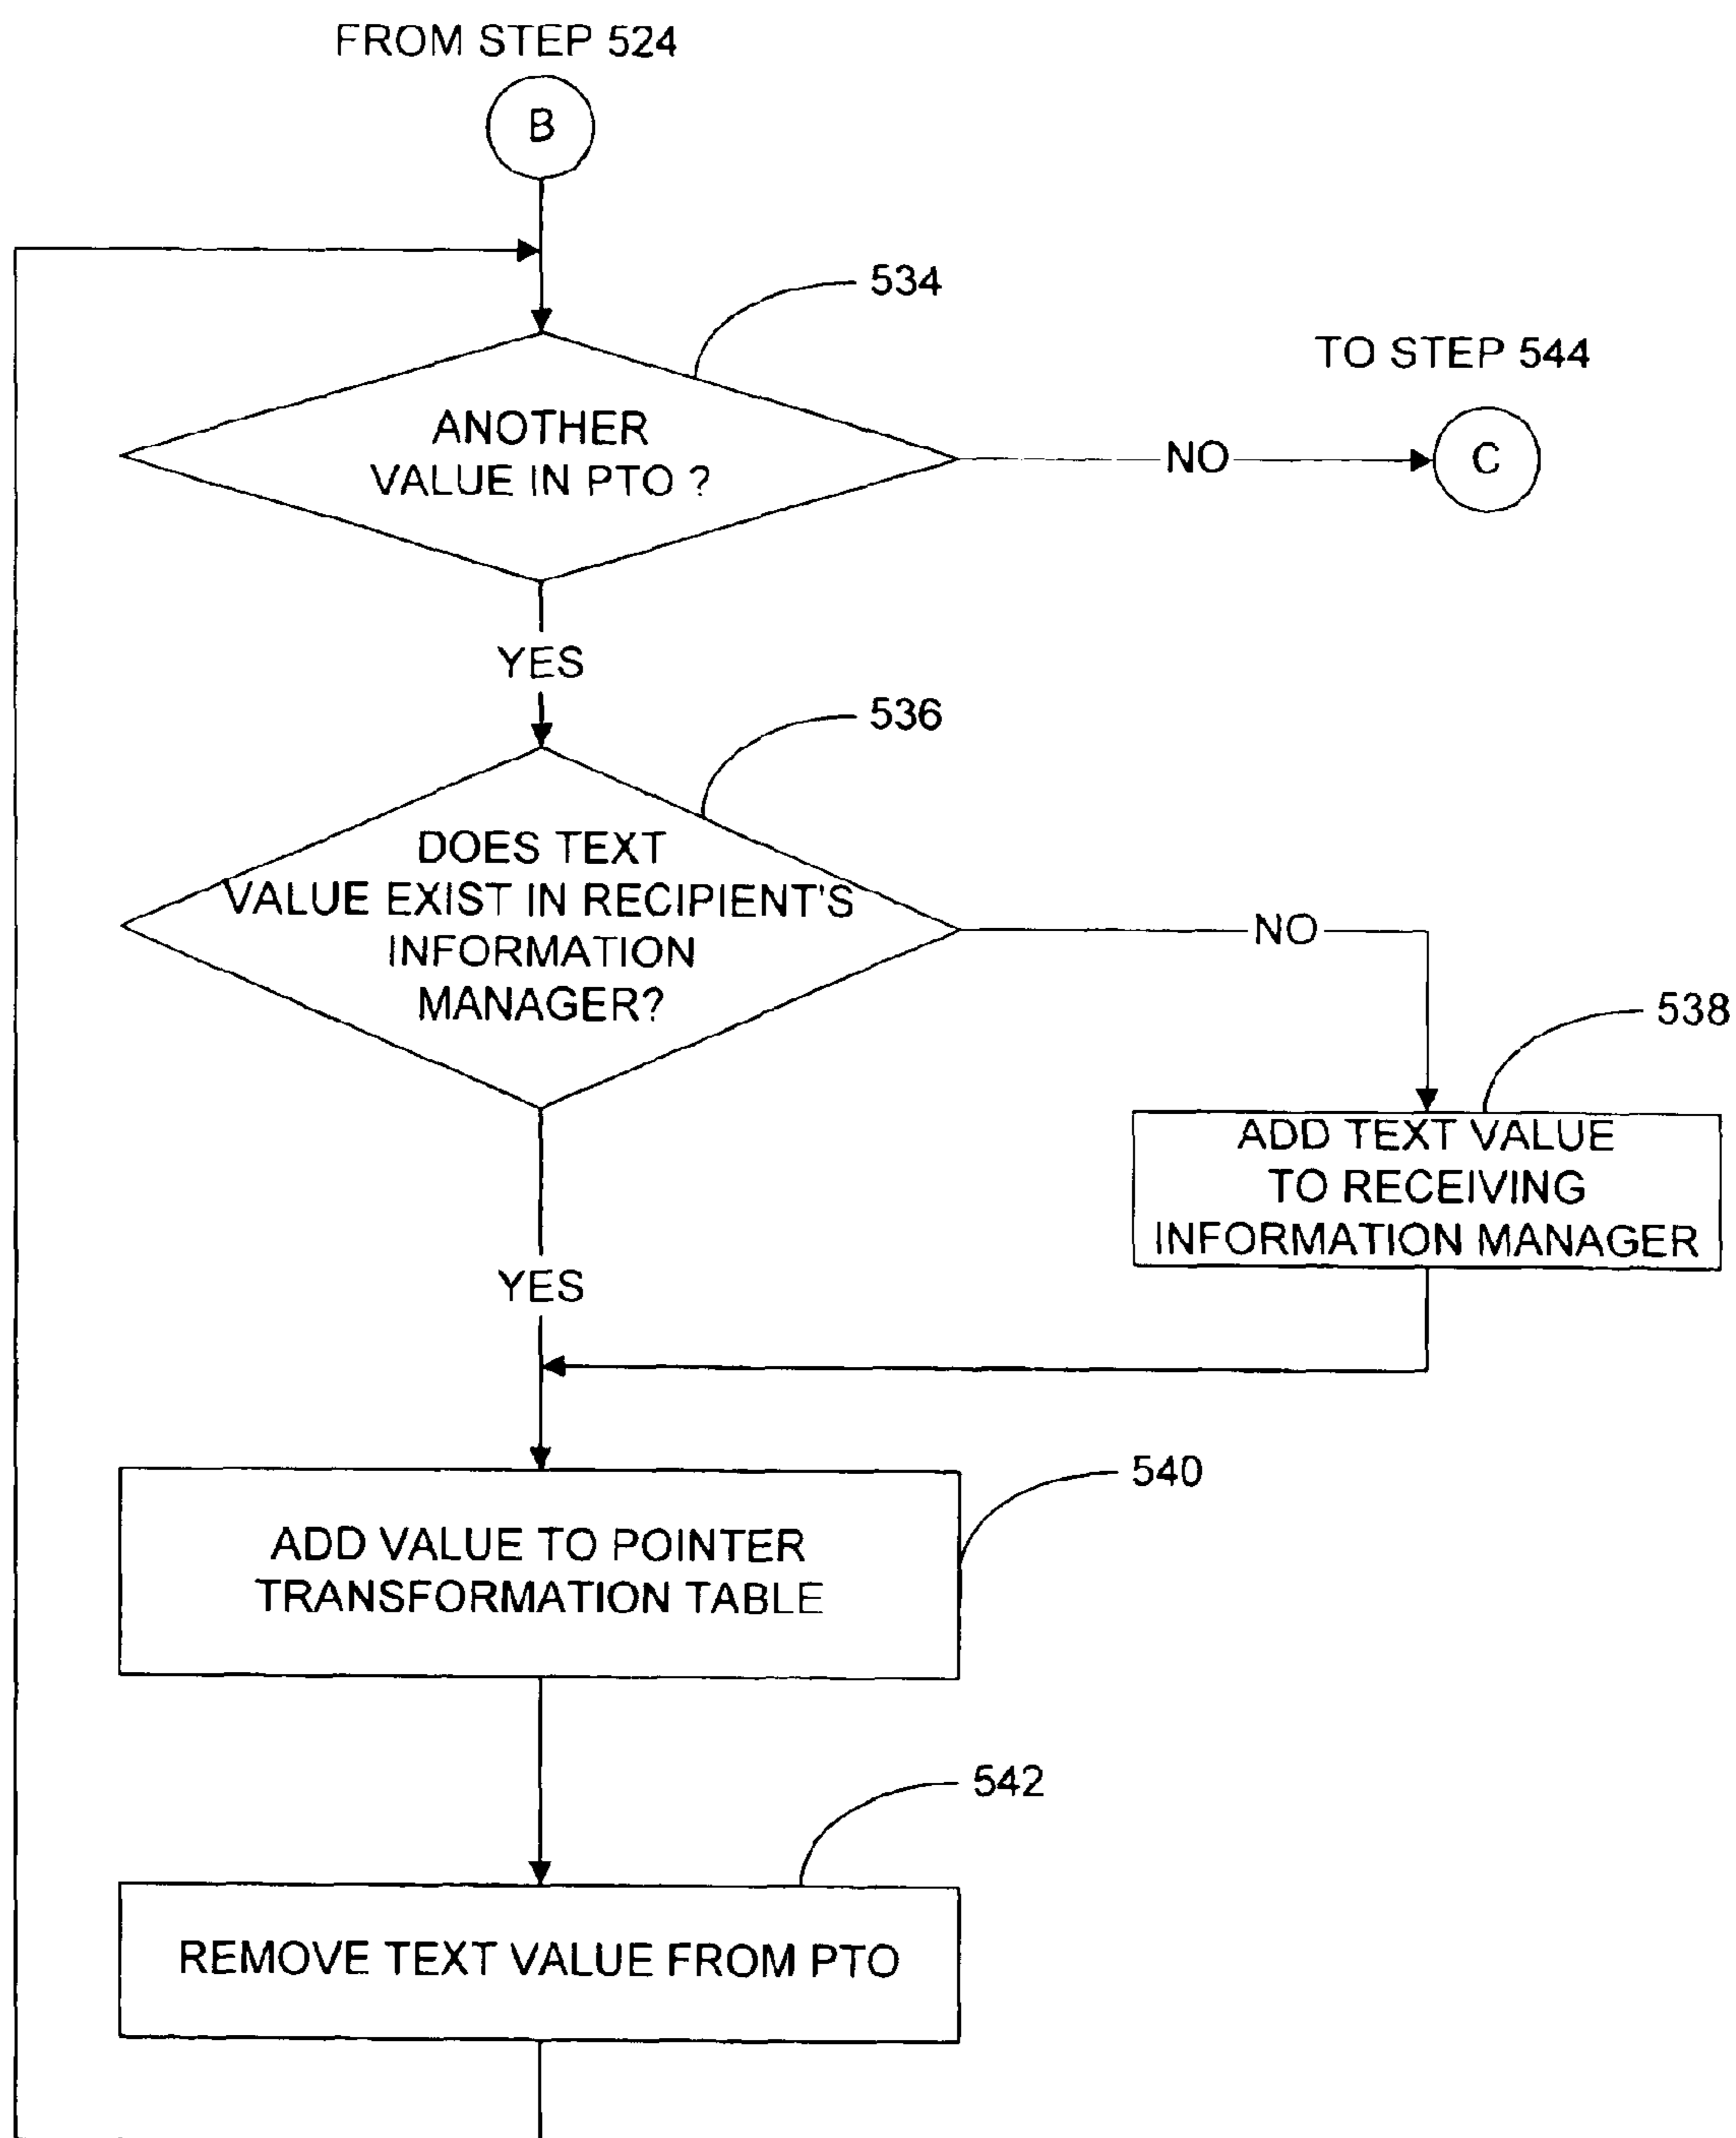 FROM STEP 524
B
534
TO STEP 544
ANOTHER
VALUE IN PTO ?
NO
C
YES
536
DOES TEXT
VALUE EXIST IN RECIPIENT'S
INFORMATION
MANAGER?
NO
538
ADD TEXT VALUE
TO RECEIVING
INFORMATION MANAGER
YES
540
ADD VALUE TO POINTER
TRANSFORMATION TABLE
542
REMOVE TEXT VALUE FROM PTO